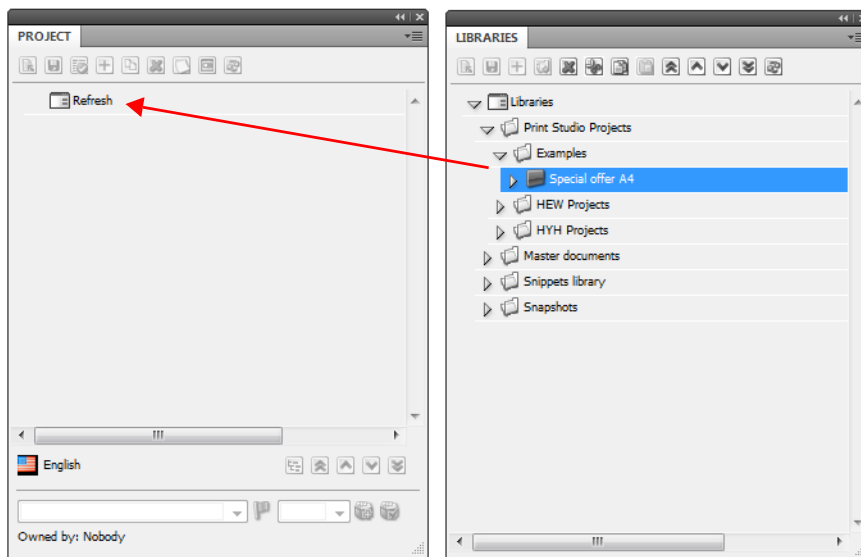 PROJECT
Refresh
English
Owned by: Nobody
LIBRARIES
Libraries
Print Studio Projects
Examples
Special offer A4
HEW Projects
HYH Projects
Master documents
Snippets library
Snapshots